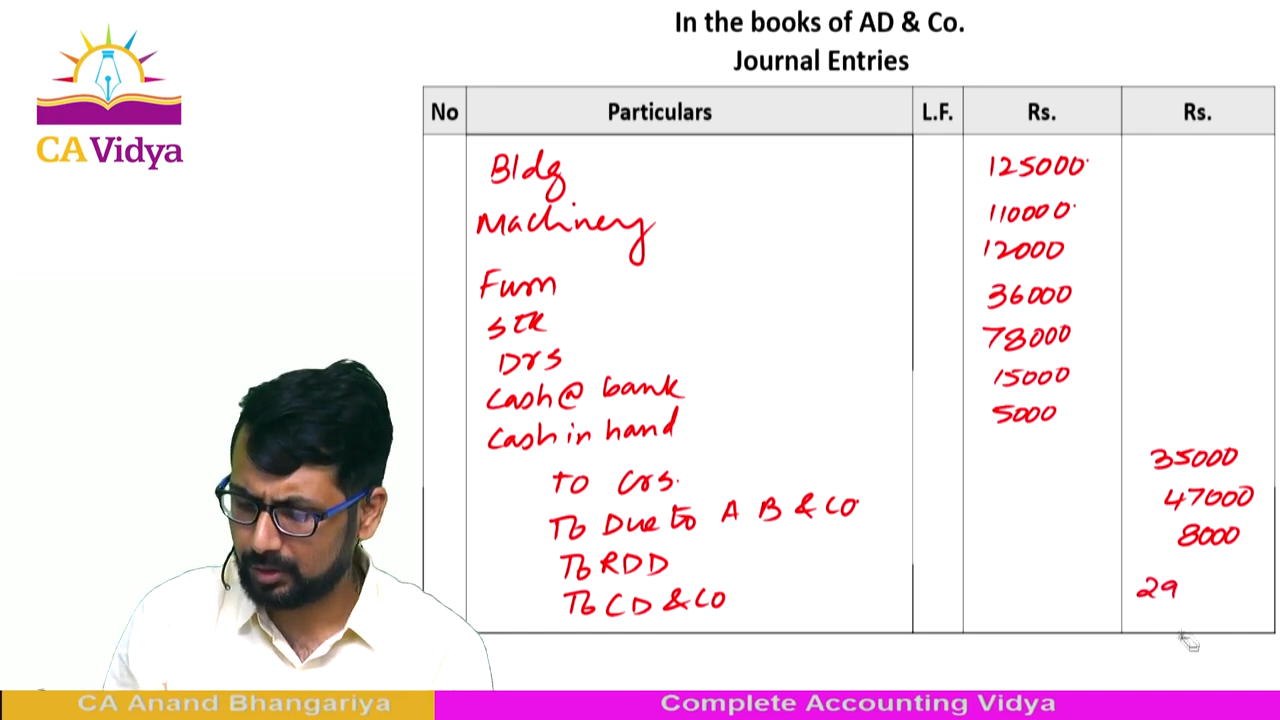 In the books of AD & Co.
Journal Entries
CA Vidya
No Particulars L.F. Rs. Rs.
Bldg 125000
Machinery 110000
12000
Furn 36000
STK 78000
Drs 15000
Cash@ bank 5000
Cash in hand
To Crs. 35000
To Due to A B & CO 47000
To RDD 8000
To CD & CO 29
CA Anand Bhangariya
Complete Accounting Vidya